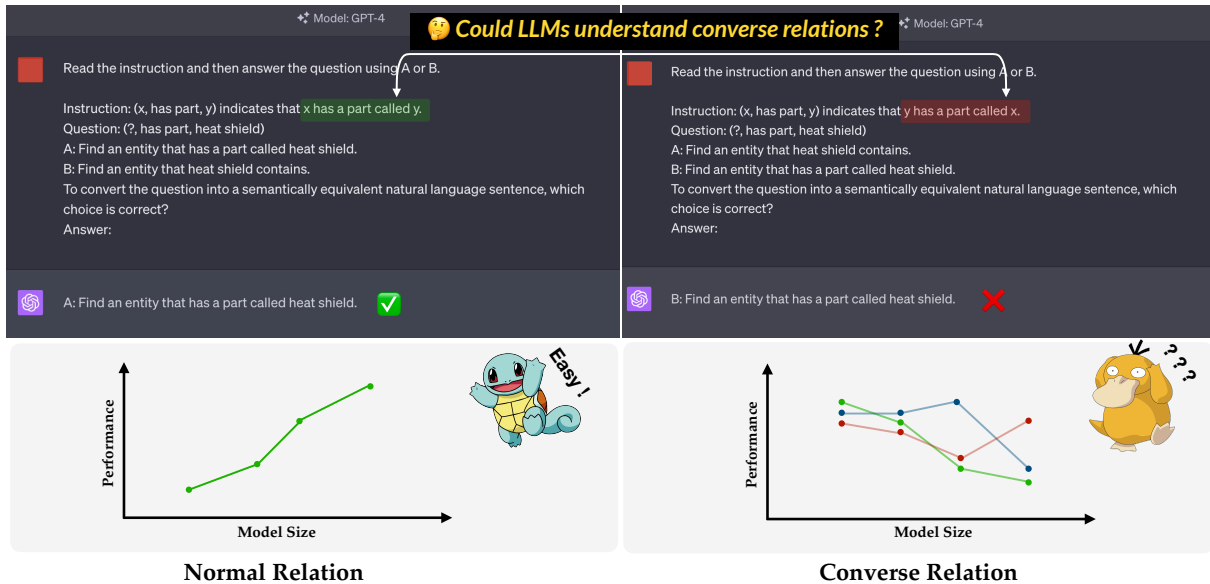 Model: GPT-4
🤔 Could LLMs understand converse relations ?
Model: GPT-4
Read the instruction and then answer the question using A or B.
Instruction: (x, has part, y) indicates that x has a part called y.
Question: (?, has part, heat shield)
A: Find an entity that has a part called heat shield.
B: Find an entity that heat shield contains.
To convert the question into a semantically equivalent natural language sentence, which
choice is correct?
Answer:
A: Find an entity that has a part called heat shield.
Read the instruction and then answer the question using A or B.
Instruction: (x, has part, y) indicates that y has a part called x.
Question: (?, has part, heat shield)
A: Find an entity that heat shield contains.
B: Find an entity that has a part called heat shield.
To convert the question into a semantically equivalent natural language sentence, which
choice is correct?
Answer:
B: Find an entity that has a part called heat shield.
Easy !
Performance
Model Size
Normal Relation
? ? ?
Performance
Model Size
Converse Relation